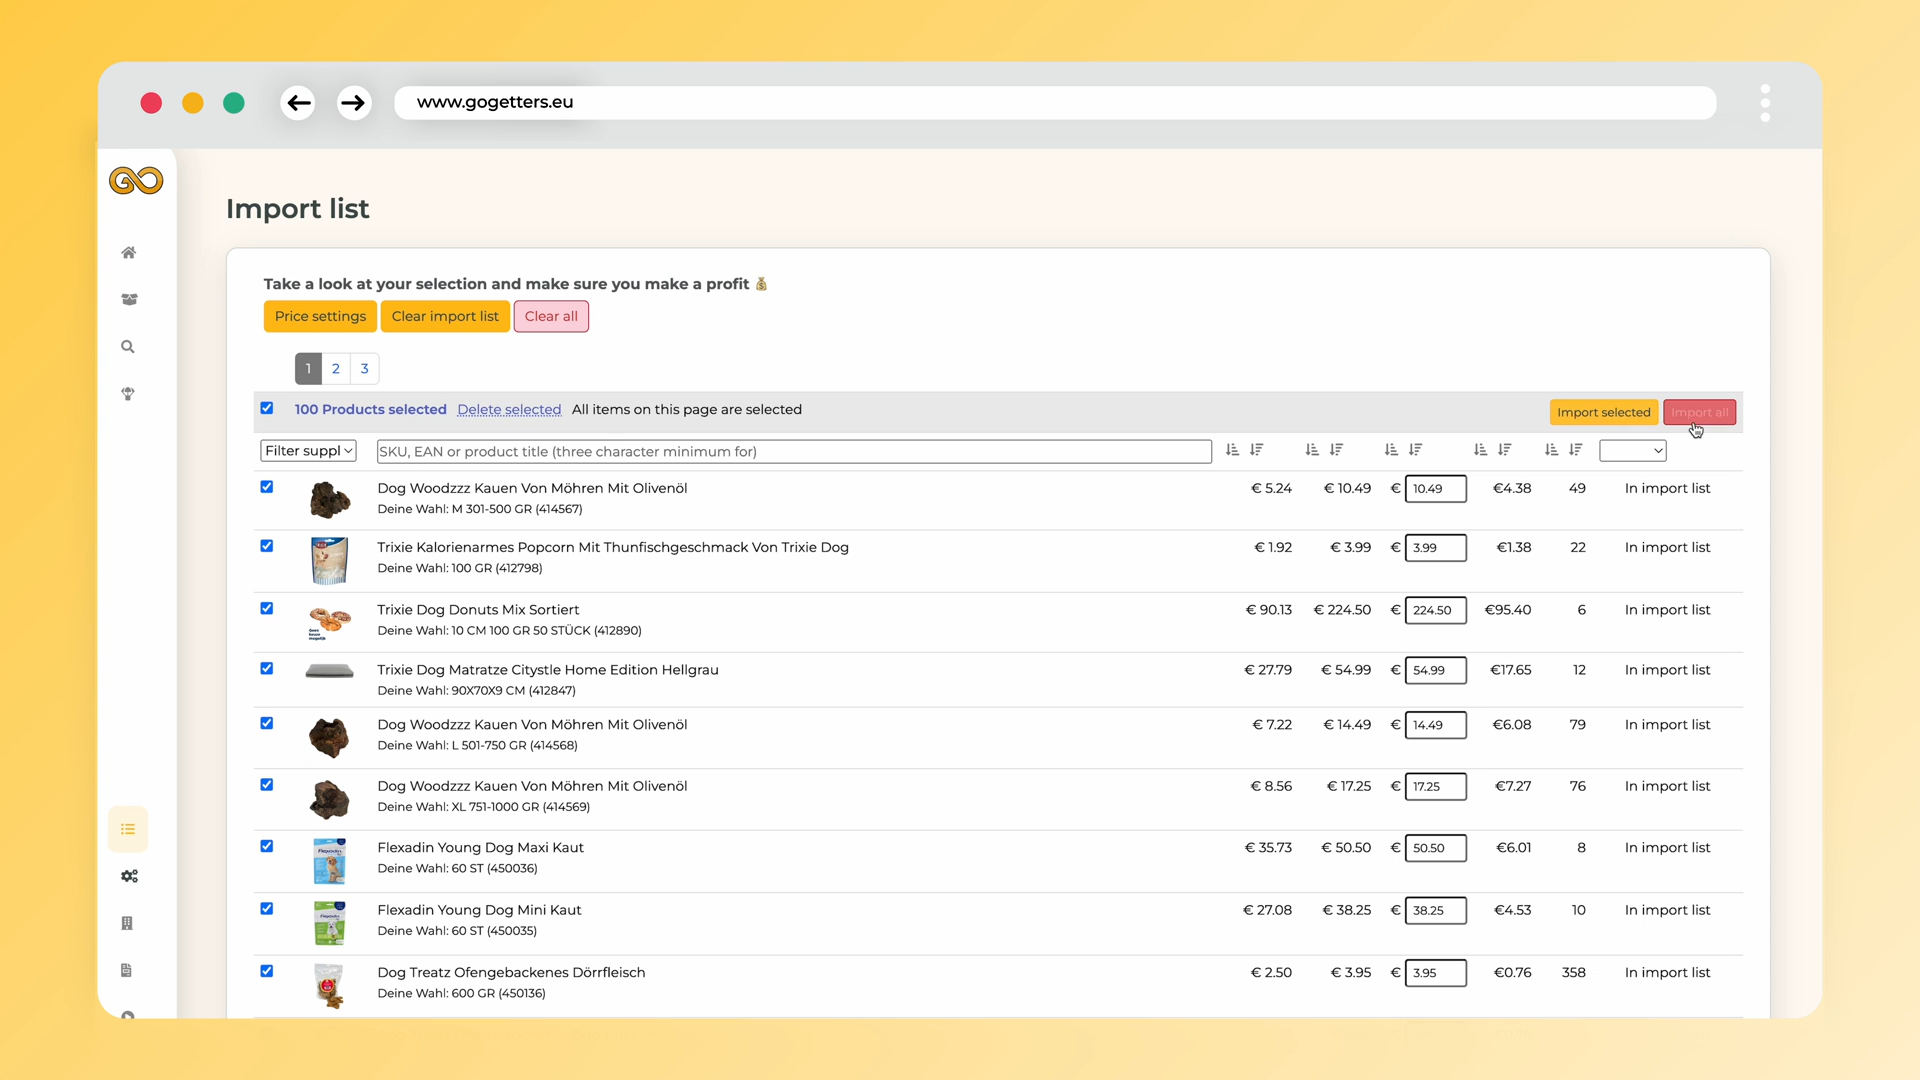 www.gogetters.eu
GO
Import list
Take a look at your selection and make sure you make a profit
Price settings Clear import list Clear all
1 2 3
100 Products selected Delete selected All items on this page are selected Import selected Import all
Filter suppl SKU, EAN or product title (three character minimum for)
Dog Woodzzz Kauen Von Möhren Mit Olivenöl € 5.24 € 10.49 € 10.49 €4.38 49 In import list
Deine Wahl: M 301-500 GR (414567)
Trixie Kalorienarmes Popcorn Mit Thunfischgeschmack Von Trixie Dog € 1.92 € 3.99 € 3.99 €1.38 22 In import list
Deine Wahl: 100 GR (412798)
Trixie Dog Donuts Mix Sortiert € 90.13 € 224.50 € 224.50 €95.40 6 In import list
Deine Wahl: 10 CM 100 GR 50 STÜCK (412890)
Geen
keuze
mogelijk
Trixie Dog Matratze Citystle Home Edition Hellgrau € 27.79 € 54.99 € 54.99 €17.65 12 In import list
Deine Wahl: 90X70X9 CM (412847)
Dog Woodzzz Kauen Von Möhren Mit Olivenöl € 7.22 € 14.49 € 14.49 €6.08 79 In import list
Deine Wahl: L 501-750 GR (414568)
Dog Woodzzz Kauen Von Möhren Mit Olivenöl € 8.56 € 17.25 € 17.25 €7.27 76 In import list
Deine Wahl: XL 751-1000 GR (414569)
Flexadin Young Dog Maxi Kaut € 35.73 € 50.50 € 50.50 €6.01 8 In import list
Deine Wahl: 60 ST (450036)
Flexadin Young Dog Mini Kaut € 27.08 € 38.25 € 38.25 €4.53 10 In import list
Deine Wahl: 60 ST (450035)
Dog Treatz Ofengebackenes Dörrfleisch € 2.50 € 3.95 € 3.95 €0.76 358 In import list
Deine Wahl: 600 GR (450136)